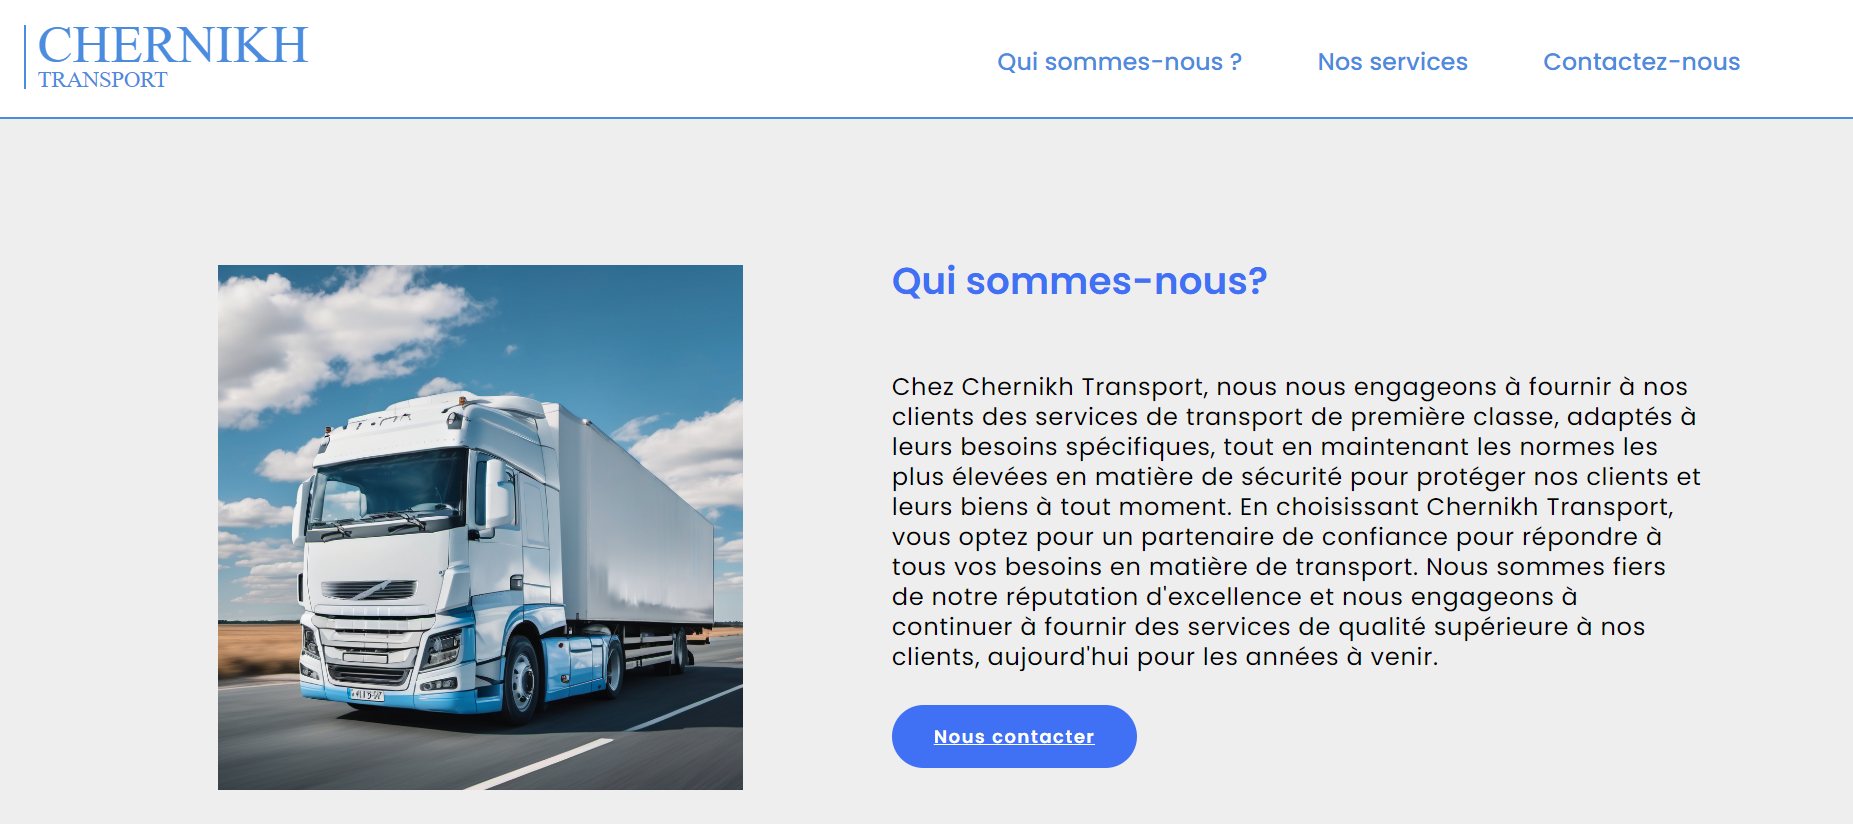 CHERNIKH
TRANSPORT
Qui sommes-nous ?
Nos services
Contactez-nous
Qui sommes-nous?
Chez Chernikh Transport, nous nous engageons à fournir à nos
clients des services de transport de première classe, adaptés à
leurs besoins spécifiques, tout en maintenant les normes les
plus élevées en matière de sécurité pour protéger nos clients et
leurs biens à tout moment. En choisissant Chernikh Transport,
vous optez pour un partenaire de confiance pour répondre à
tous vos besoins en matière de transport. Nous sommes fiers
de notre réputation d'excellence et nous engageons à
continuer à fournir des services de qualité supérieure à nos
clients, aujourd'hui pour les années à venir.
Nous contacter